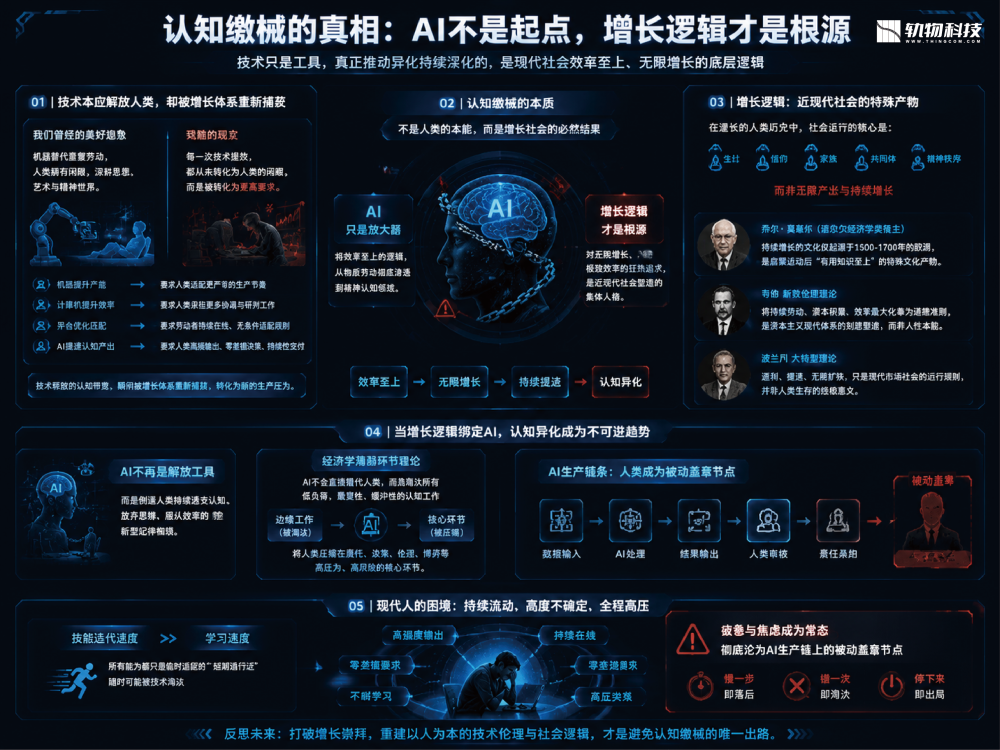 认知缴械的真相：AI不是起点，增长逻辑才是根源
轨物科技
WWW.THINGCOM.COM
技术只是工具，真正推动异化持续深化的，是现代社会效率至上、无限增长的底层逻辑
01 | 技术本应解放人类，却被增长体系重新捕获
我们曾经的美好想象
机器替代重复劳动，
人类拥有闲暇，深耕思想、
艺术与精神世界。
的现实
每一次技术提效，
都从未转化为人类的闲暇，
而是被转化为更高要求。
机器提升产能
要求人类适配更严苛的生产节奏
计算机提升效率
要求人类承担更多协调与研判工作
平台优化匹配
要求劳动者持续在线、无条件适配规则
AI提速认知产出
要求人类高频输出、零差错决策、持续性交付
技术释放的认知带宽，瞬间被增长体系重新捕获，转化为新的生产压力。
02 | 认知缴械的本质
不是人类的本能，而是增长社会的必然结果
AI
只是放大器
将效率至上的逻辑，
从物质劳动彻底渗透
到精神认知领域。
AI
增长逻辑
才是根源
对无限增长、
极致效率的狂热追求，
是近现代社会塑造的
集体人格。
效率至上
无限增长
持续提速
认知异化
03 | 增长逻辑：近现代社会的特殊产物
在漫长的人类历史中，社会运行的核心是：
生计
信仰
家族
共同体
精神秩序
而非无限产出与持续增长
乔尔·莫基尔（诺尔经济学奖得主）
持续增长的文化仅起源于1500-1700年的欧洲，
是启蒙运动后“有用知识至上”的特殊文化产物。
韦伯 新教伦理理论
将持续劳动、资本积累、效率最大化奉为道德准则，
是资本主义现代体系的刻意塑造，而非人性本能。
波兰尼 大转型理论
逐利、提速、无限扩张，只是现代市场社会的运行规则，
并非人类生存的终极意义。
04 | 当增长逻辑绑定AI，认知异化成为不可逆趋势
AI不再是解放工具
AI
而是倒逼人类持续透支认知、
放弃思辨、服从效率的
新型精神枷锁。
经济学薄弱环节理论
AI不会直接替代人类，而是淘汰所有
低负荷、重复性、缓冲性的认知工作
边缘工作
（被淘汰）
AI
核心环节
（被压缩）
将人类压缩在责任、决策、伦理、博弈等
高压力、高风险的核心环节。
AI生产链条：人类成为被动盖章节点
数据输入
AI处理
结果输出
人类审核
责任承担
被动盖章
05 | 现代人的困境：持续流动、高度不确定、全程高压
技能迭代速度
学习速度
所有能力都只是临时适配的“短期通行证”
随时可能被技术淘汰
高强度输出
零差错要求
不断学习
持续在线
零差错要求
高压决策
疲惫与焦虑成为常态
彻底沦为AI生产链上的被动盖章节点
慢一步
即落后
错一次
即淘汰
停下来
即出局
反思未来：打破增长崇拜，重建以人为本的技术伦理与社会逻辑，才是避免认知缴械的唯一出路。